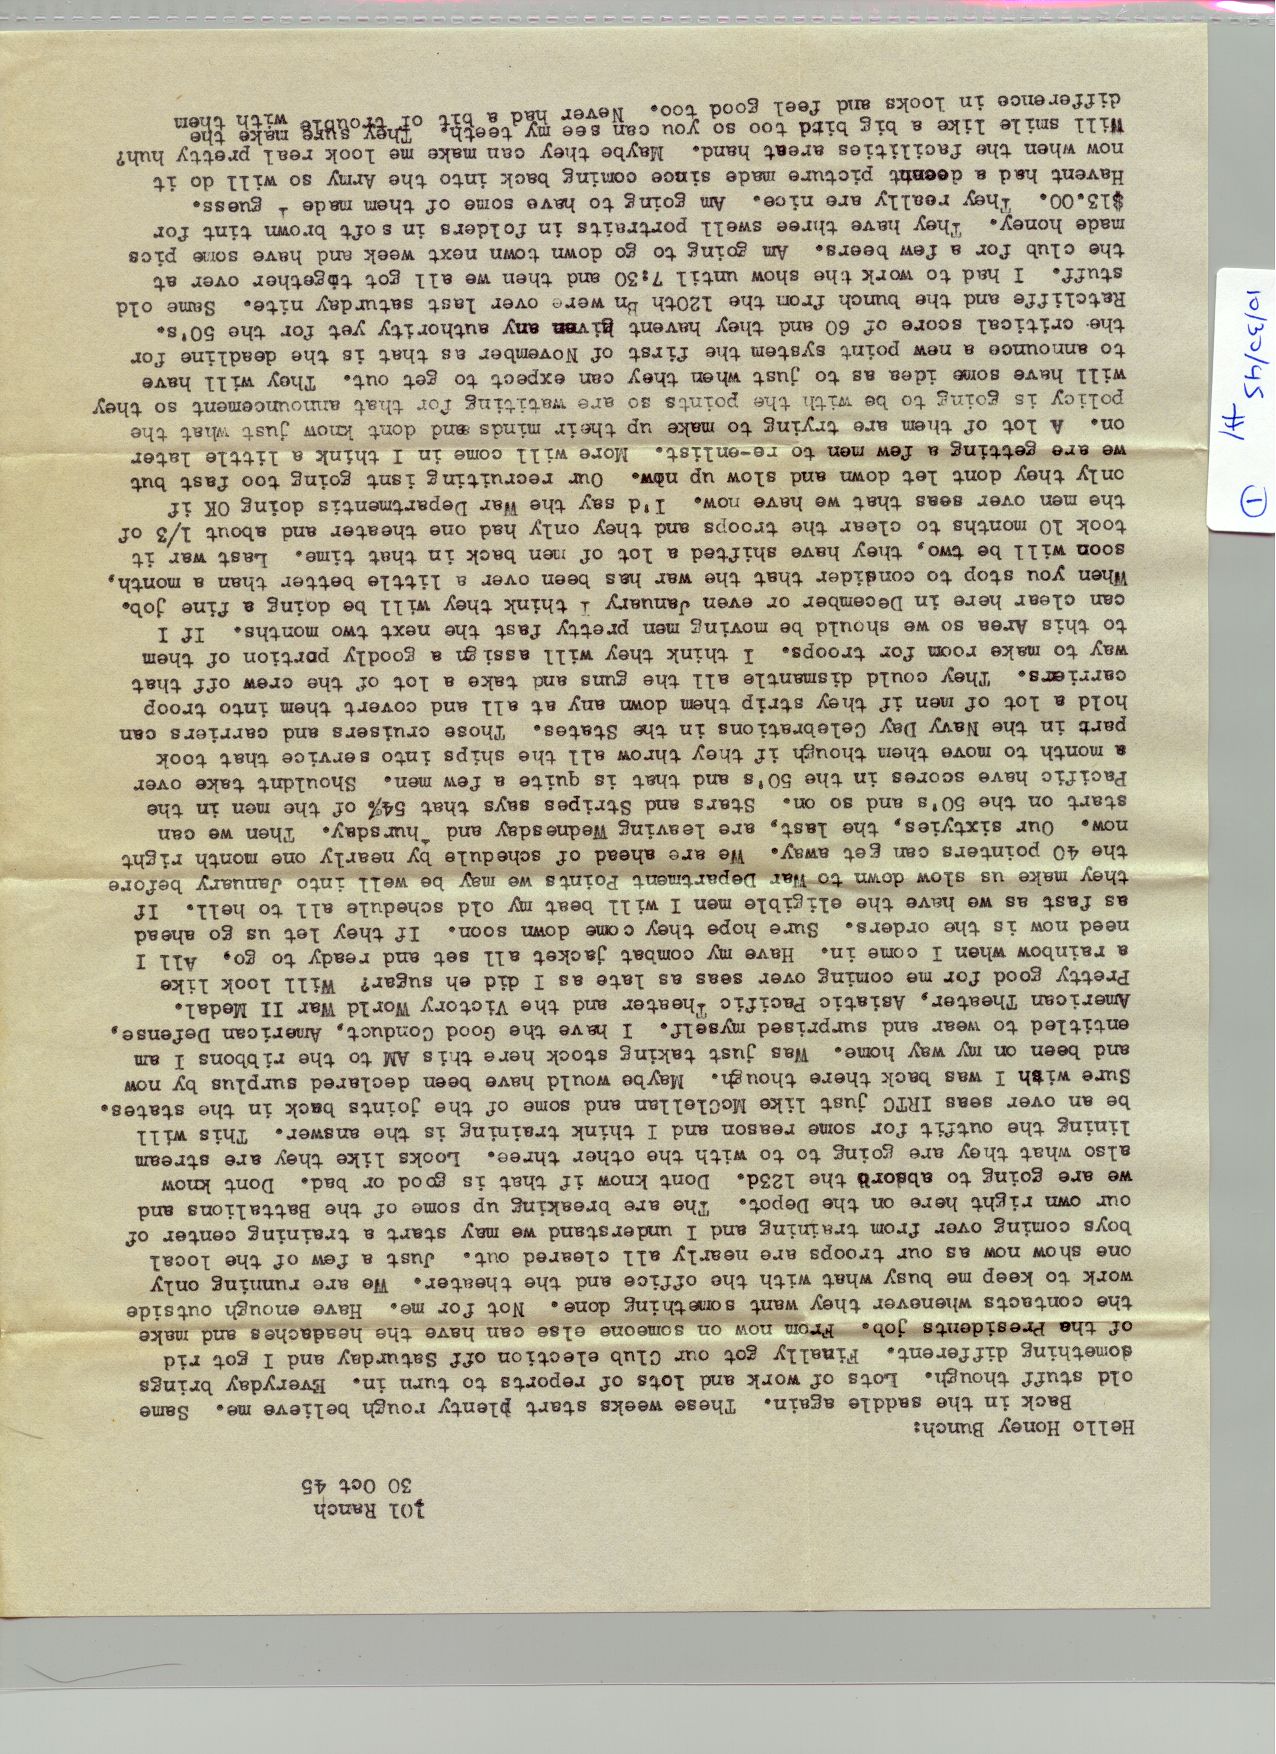 101 Ranch
30 Oct 45
Hello Honey Bunch:
Back in the saddle again. These weeks start plenty rough believe me. Same
old stuff though. Lots of work and lots of reports to turn in. Everyday brings
something different. Finally got our Club election off Saturday and I got rid
of the Presidents job. From now on someone else can have the headaches and make
the contacts whenever they want something done. Not for me. Have enough outside
work to keep me busy what with the office and the theater. We are running only
one show now as our troops are nearly all cleared out. Just a few of the local
boys coming over from training and I understand we may start a training center of
our own right here on the Depot. The are breaking up some of the Battalions and
we are going to absorb the 123d. Dont know if that is good or bad. Dont know
also what they are going to to with the other three. Looks like they are stream
lining the outfit for some reason and I think training is the answer. This will
be an over seas IRTC just like McClellan and some of the joints back in the states.
Sure wish I was back there though. Maybe would have been declared surplus by now
and been on my way home. Was just taking stock here this AM to the ribbons I am
entitled to wear and surprised myself. I have the Good Conduct, American Defense,
American Theater, Asiatic Pacific Theater and the Victory World War II Medal.
Pretty good for me coming over seas as late as I did eh sugar? Will look like
a rainbow when I come in. Have my combat jacket all set and ready to go. All I
need now is the orders. Sure hope they come down soon. If they let us go ahead
as fast as we have the eligible men I will beat my old schedule all to hell. If
they make us slow down to War Department Points we may be well into January before
the 40 pointers can get away. We are ahead of schedule by nearly one month right
now. Our sixtyies, the last, are leaving Wednesday and Thursday. Then we can
start on the 50's and so on. Stars and Stripes says that 54% of the men in the
Pacific have scores in the 50's and that is quite a few men. Shouldnt take over
a month to move them though if they throw all the ships into service that took
part in the Navy Day Celebrations in the States. Those cruisers and carriers can
hold a lot of men if they strip them down any at all and covert them into troop
carriers. They could dismantle all the guns and take a lot of the crew off that
way to make room for troops. I think they will assign a goodly portion of them
to this Area so we should be moving men pretty fast the next two months. If I
can clear here in December or even January I think they will be doing a fine job.
When you stop to consider that the war has been over a little better than a month,
soon will be two, they have shifted a lot of men back in that time. Last war it
took 10 months to clear the troops and they only had one theater and about 1/3 of
the men over seas that we have now. I'd say the War Departmentis doing OK if
only they dont let down and slow up now. Our recruiting isnt going too fast but
we are getting a few men to re-enlist. More will come in I think a little later
on. A lot of them are trying to make up their minds and dont know just what the
policy is going to be with the points so are watiting for that announcement so they
will have some idea as to just when they can expect to get out. They will have
to announce a new point system the first of November as that is the deadline for
the critical score of 60 and they havent given any authority yet for the 50's.
Ratcliffe and the bunch from the 120th Bn were over last saturday nite. Same old
stuff. I had to work the show until 7:30 and then we all got together over at
the club for a few beers. Am going to go down town next week and have some pics
made honey. They have three swell portraits in folders in soft brown tint for
$13.00. They really are nice. Am going to have some of them made I guess.
Havent had a decent picture made since coming back into the Army so will do it
now when the facilities areat hand. Maybe they can make me look real pretty huh?
Will smile like a big bird too so you can see my teeth. They sure make the
difference in looks and feel good too. Never had a bit of trouble with them
10/30/45
①